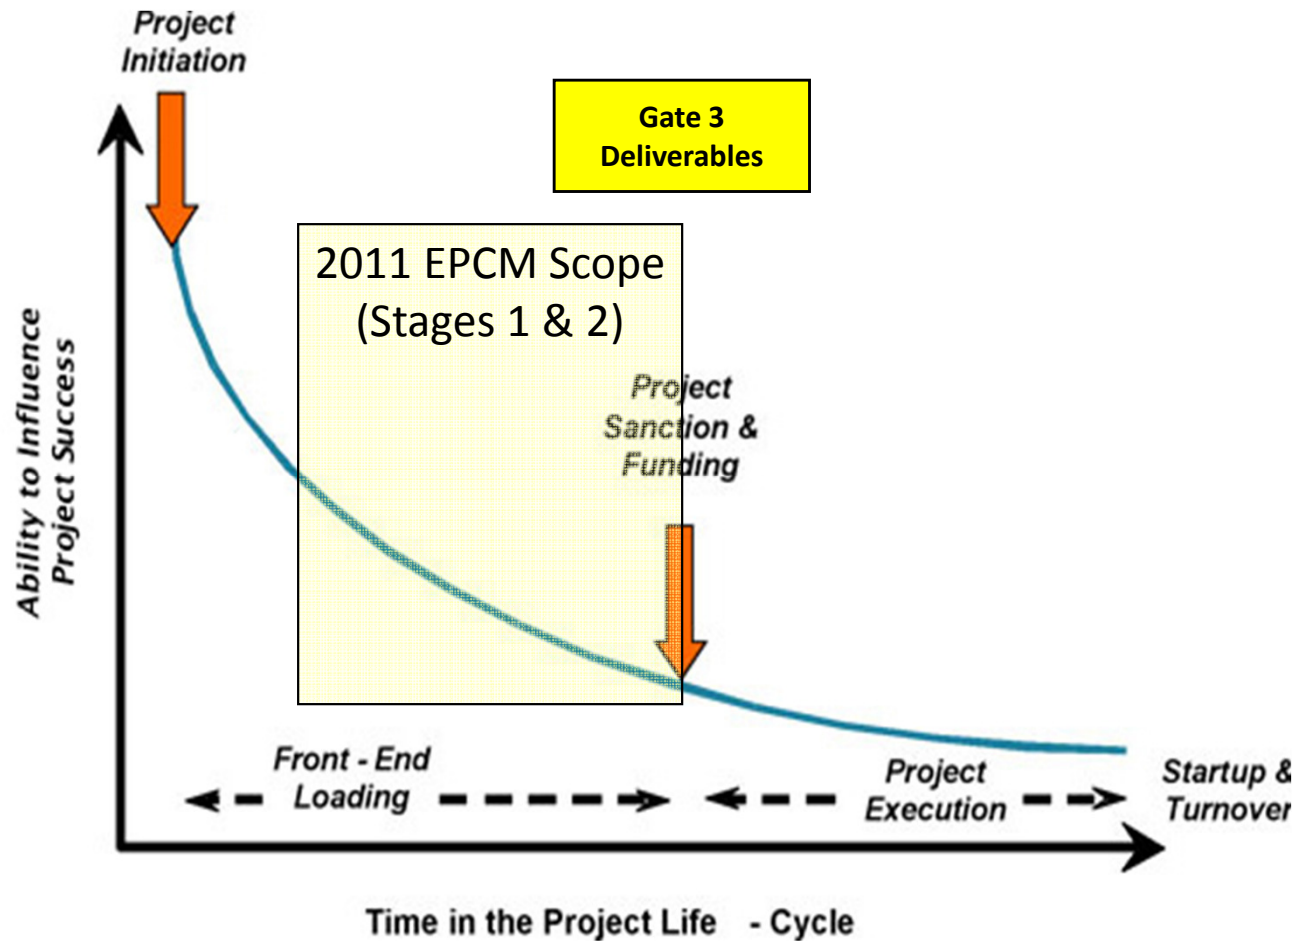 Project
Initiation
Gate 3
Deliverables
2011 EPCM Scope
(Stages 1 & 2)
Project
Sanction &
Funding
Ability to Influence
Project Success
Front - End
Loading
Project
Execution
Startup &
Turnover
Time in the Project Life - Cycle